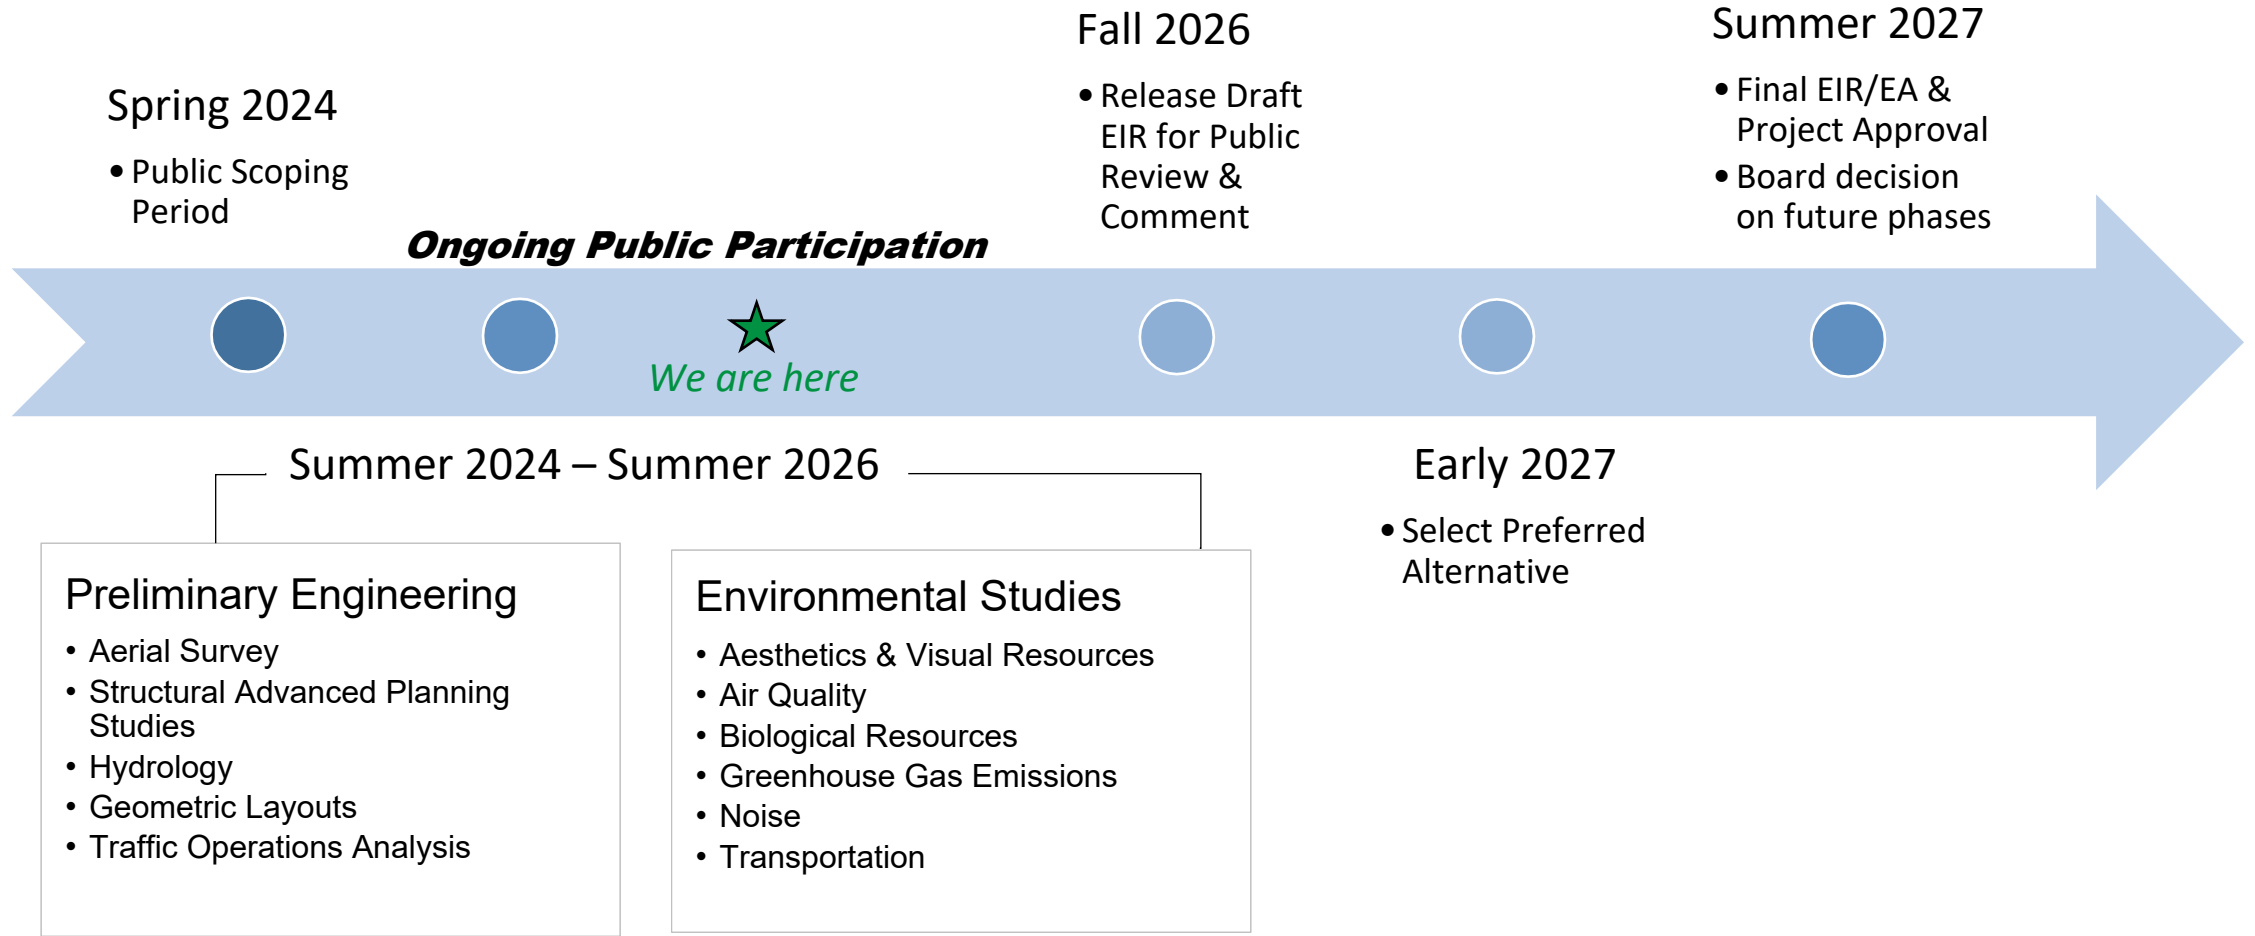 Spring 2024
• Public Scoping
Period
Ongoing Public Participation
Fall 2026
• Release Draft
EIR for Public
Review &
Comment
Summer 2027
• Final EIR/EA &
Project Approval
• Board decision
on future phases
We are here
Summer 2024 – Summer 2026
Preliminary Engineering
• Aerial Survey
• Structural Advanced Planning
Studies
• Hydrology
• Geometric Layouts
• Traffic Operations Analysis
Environmental Studies
• Aesthetics & Visual Resources
• Air Quality
• Biological Resources
• Greenhouse Gas Emissions
• Noise
• Transportation
Early 2027
• Select Preferred
Alternative